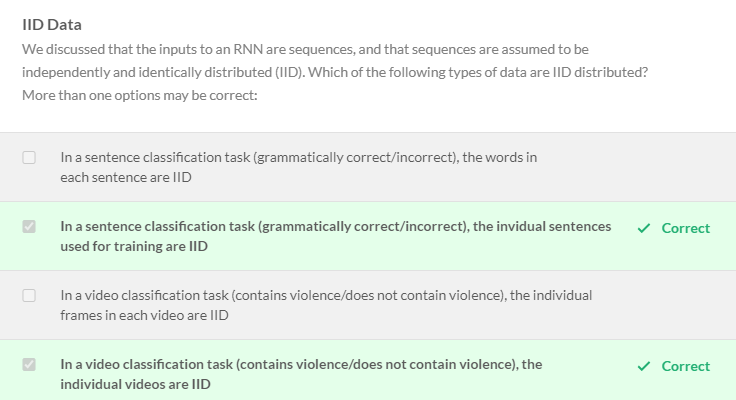 IID Data
We discussed that the inputs to an RNN are sequences, and that sequences are assumed to be
independently and identically distributed (IID). Which of the following types of data are IID distributed?
More than one options may be correct:
In a sentence classification task (grammatically correct/incorrect), the words in
each sentence are IID
In a sentence classification task (grammatically correct/incorrect), the invidual sentences
used for training are IID
Correct
In a video classification task (contains violence/does not contain violence), the individual
frames in each video are IID
In a video classification task (contains violence/does not contain violence), the
individual videos are IID
Correct